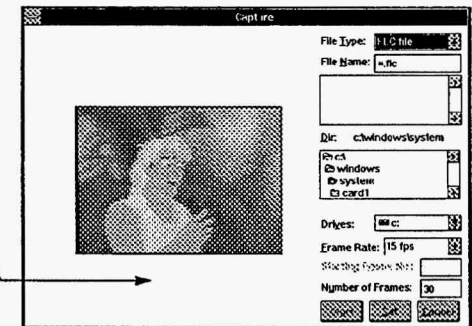 Capture
File Type: FLC file
File Name: *.flc
Dir: c:\windows\system
c:\
windows
system
card1
Drives: c:
Frame Rate: 15 fps
Number of Frames: 30